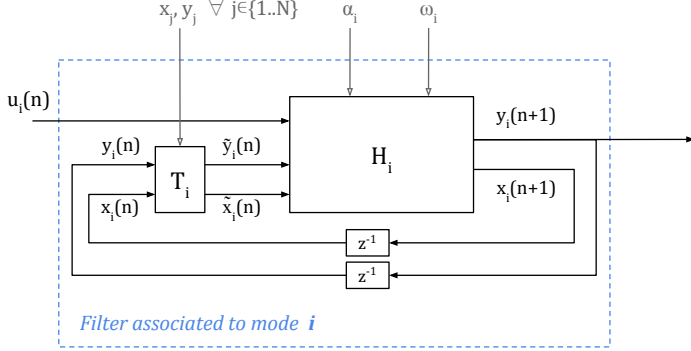 x_j, y_j ∀ j∈{1..N}
α_i
ω_i
u_i(n)
y_i(n+1)
y_i(n)
ỹ_i(n)
H_i
T_i
x_i(n)
x̃_i(n)
x_i(n+1)
z^-1
z^-1
Filter associated to mode i